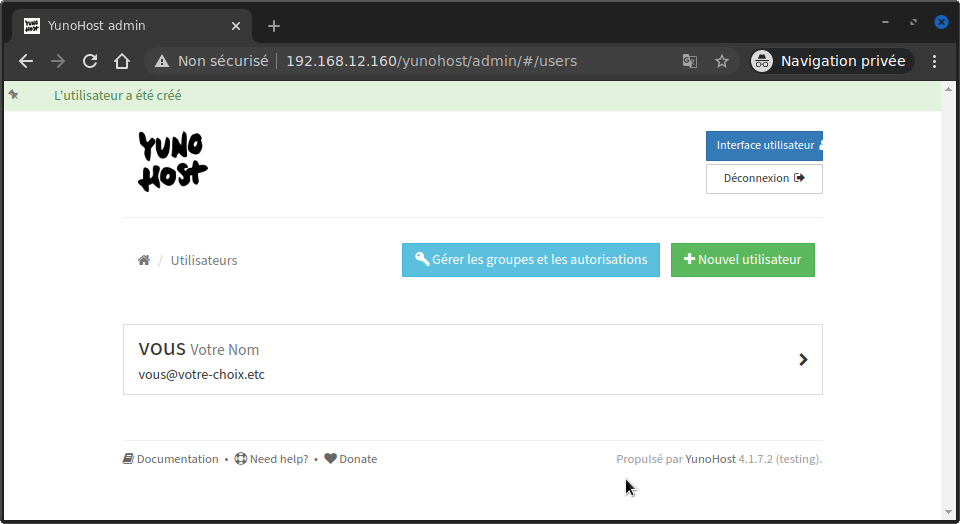 YunoHost admin
Non sécurisé
192.168.12.160/yunohost/admin/#/users
Navigation privée
L'utilisateur a été créé
YUNO
HOST
Interface utilisateur
Déconnexion
/ Utilisateurs
Gérer les groupes et les autorisations
Nouvel utilisateur
vous Votre Nom
vous@votre-choix.etc
Documentation • Need help? • Donate
Propulsé par YunoHost 4.1.7.2 (testing).